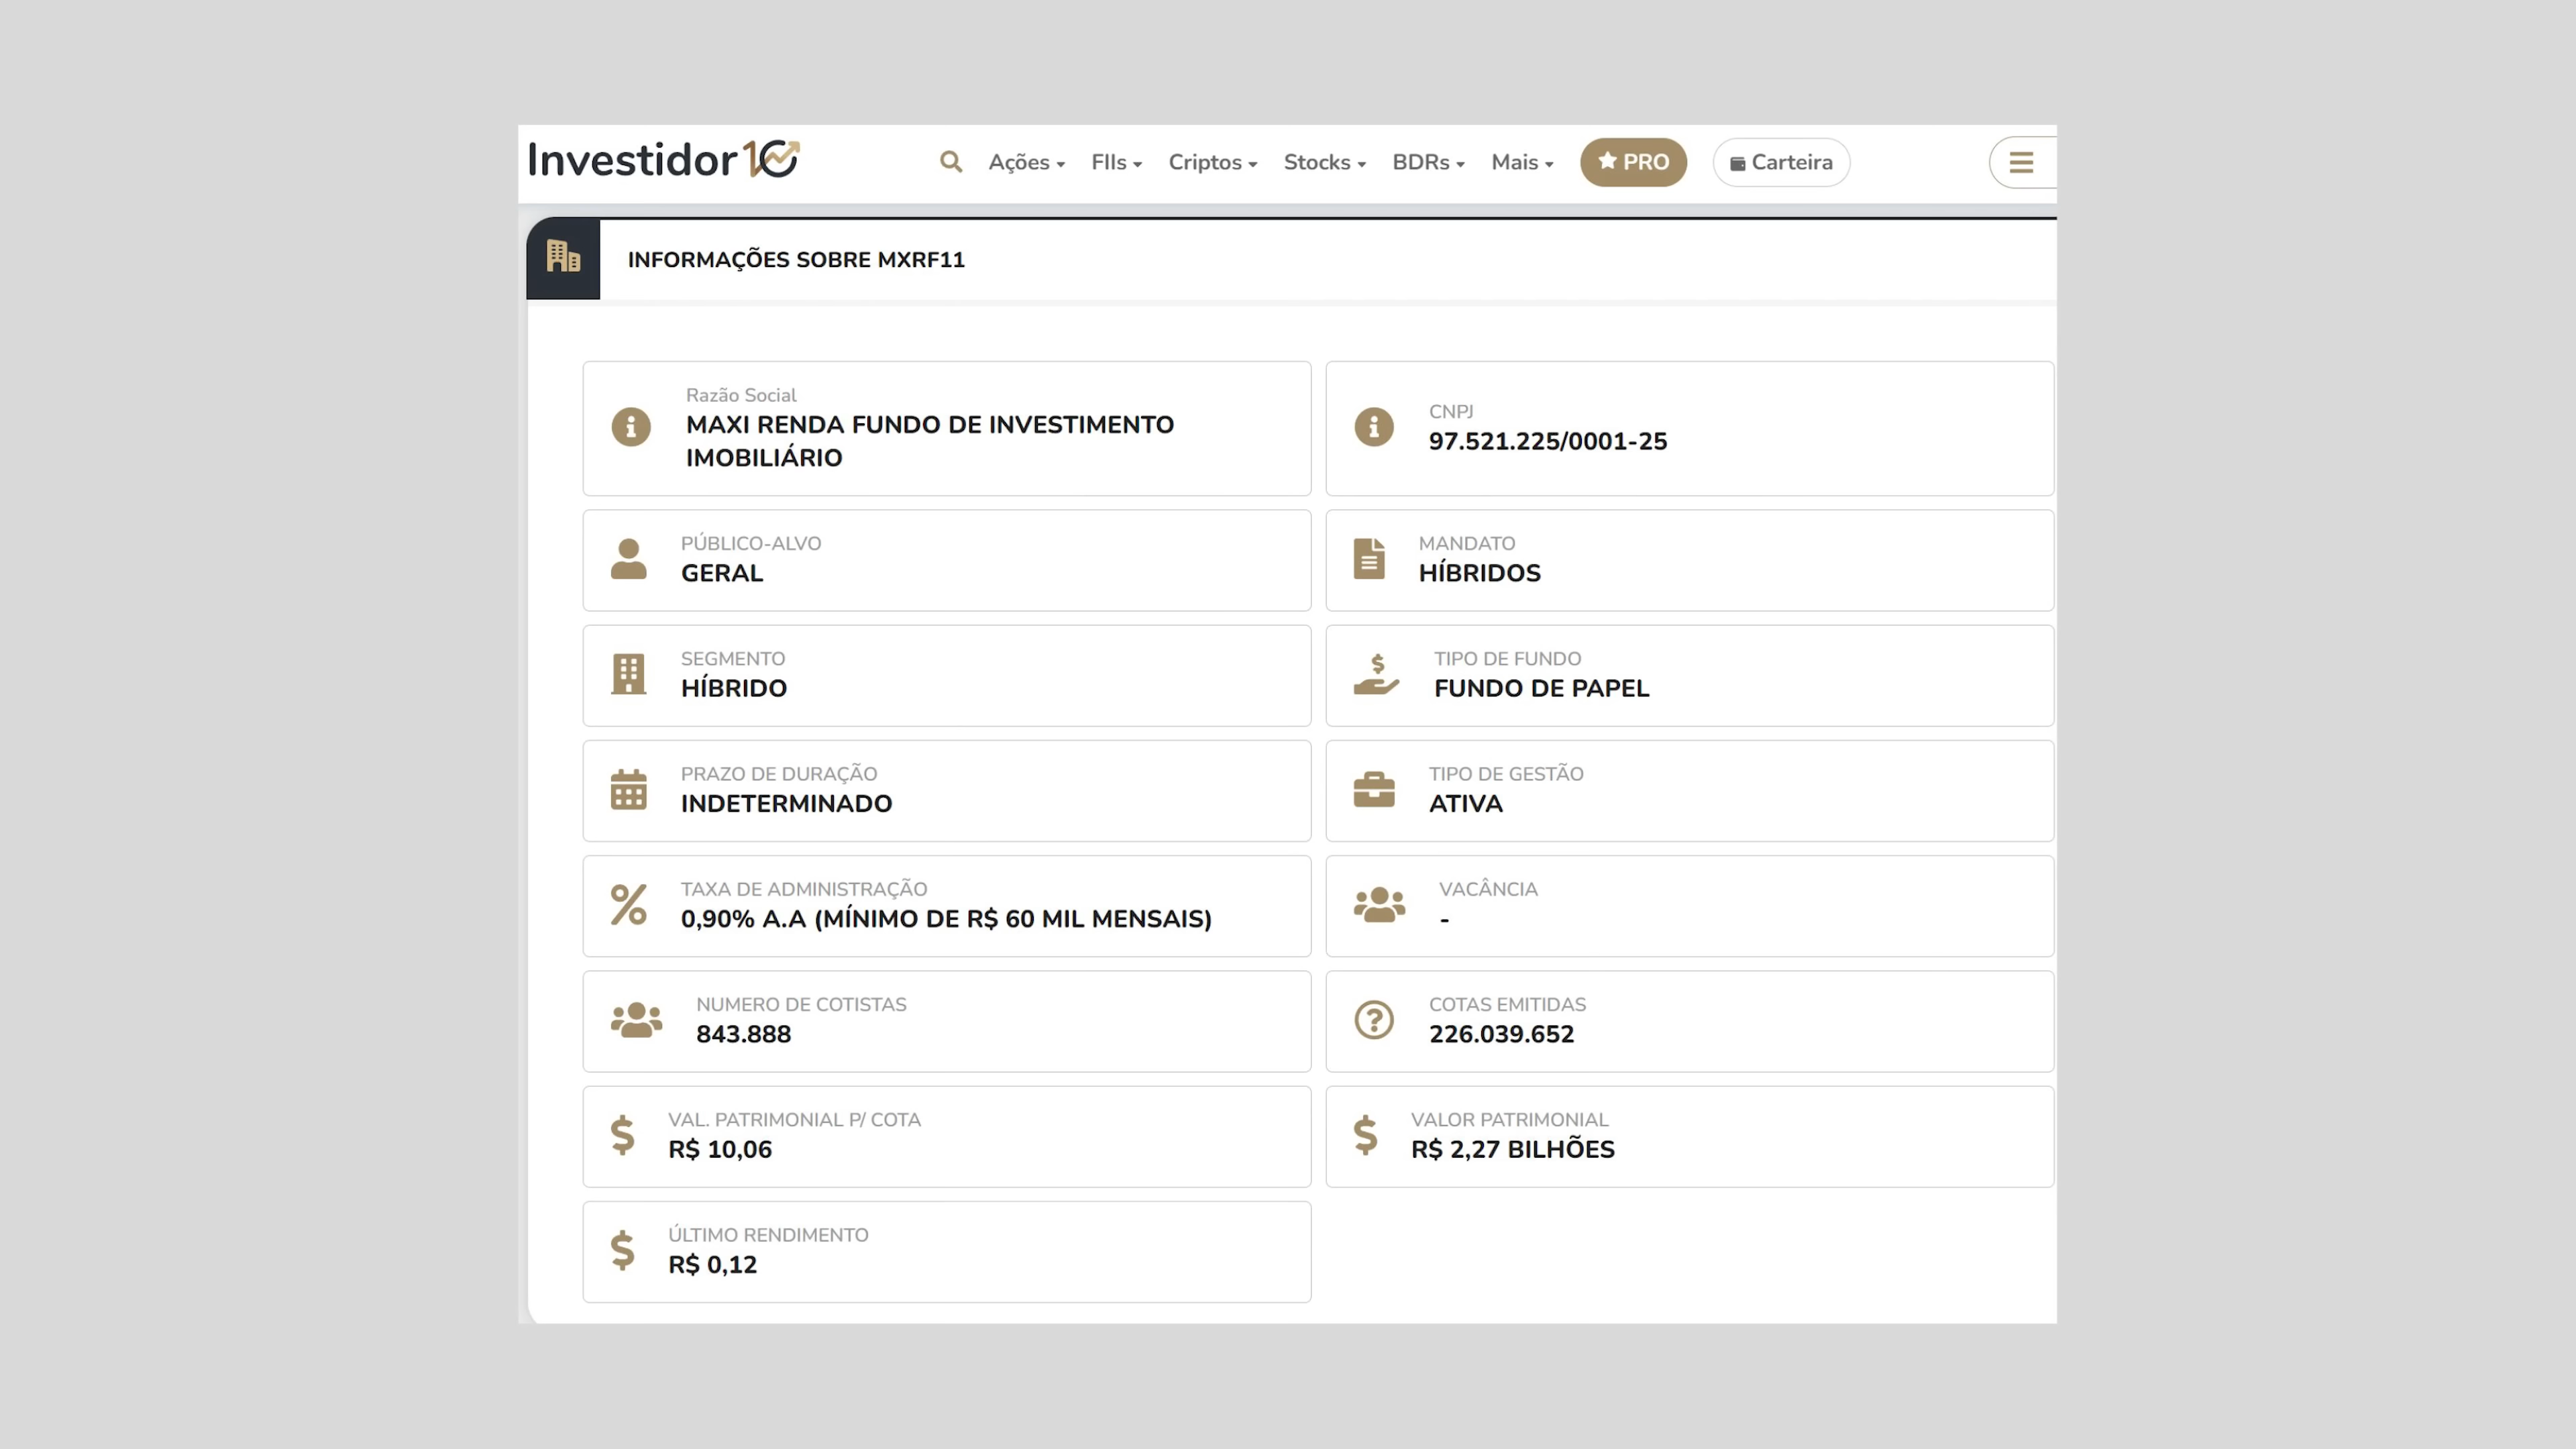 Investidor10
Ações
FIIs
Criptos
Stocks
BDRs
Mais
PRO
Carteira
INFORMAÇÕES SOBRE MXRF11
Razão Social
MAXI RENDA FUNDO DE INVESTIMENTO
IMOBILIÁRIO
CNPJ
97.521.225/0001-25
PÚBLICO-ALVO
GERAL
MANDATO
HÍBRIDOS
SEGMENTO
HÍBRIDO
TIPO DE FUNDO
FUNDO DE PAPEL
PRAZO DE DURAÇÃO
INDETERMINADO
TIPO DE GESTÃO
ATIVA
TAXA DE ADMINISTRAÇÃO
0,90% A.A (MÍNIMO DE R$ 60 MIL MENSAIS)
VACÂNCIA
-
NUMERO DE COTISTAS
843.888
COTAS EMITIDAS
226.039.652
VAL. PATRIMONIAL P/ COTA
R$ 10,06
VALOR PATRIMONIAL
R$ 2,27 BILHÕES
ÚLTIMO RENDIMENTO
R$ 0,12